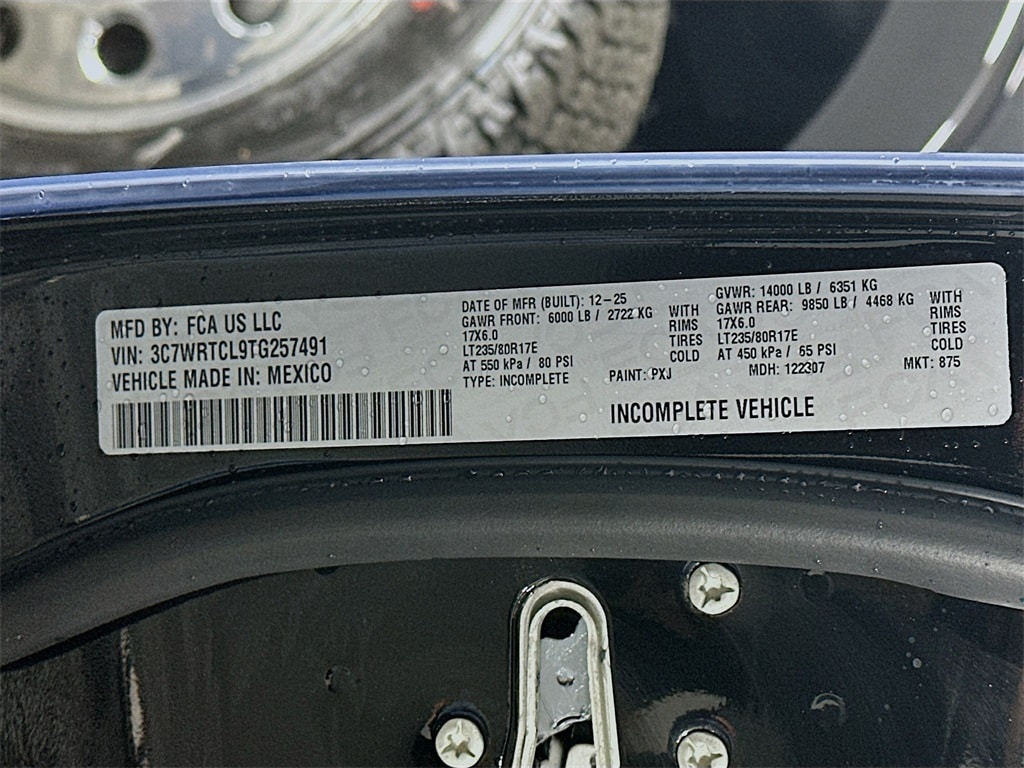 MFD BY: FCA US LLC
VIN: 3C7WRTCL9TG257491
VEHICLE MADE IN: MEXICO
DATE OF MFR (BUILT): 12-25
GAWR FRONT: 6000 LB / 2722 KG
17X6.0
LT235/80R17E
AT 550 kPa / 80 PSI
TYPE: INCOMPLETE
WITH
RIMS
TIRES
COLD
GVWR: 14000 LB / 6351 KG
GAWR REAR: 9850 LB / 4468 KG
17X6.0
LT235/80R17E
AT 450 kPa / 65 PSI
WITH
RIMS
TIRES
COLD
PAINT: PXJ
MDH: 122307
MKT: 875
INCOMPLETE VEHICLE